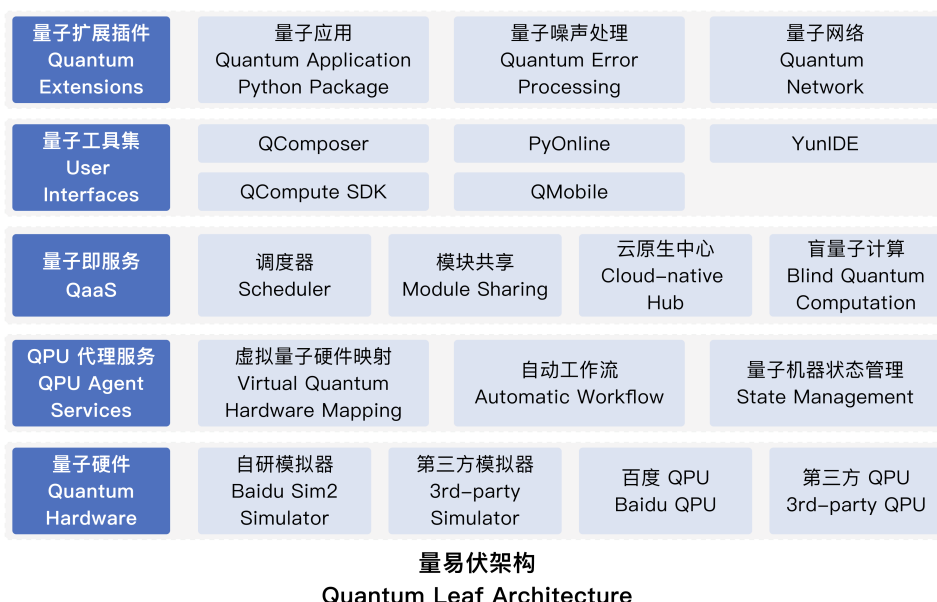 量子扩展插件
Quantum
Extensions
量子应用
Quantum Application
Python Package
量子噪声处理
Quantum Error
Processing
量子网络
Quantum
Network
量子工具集
User
Interfaces
QComposer
PyOnline
YunIDE
QCompute SDK
QMobile
量子即服务
QaaS
调度器
Scheduler
模块共享
Module Sharing
云原生中心
Cloud-native
Hub
盲量子计算
Blind Quantum
Computation
QPU 代理服务
QPU Agent
Services
虚拟量子硬件映射
Virtual Quantum
Hardware Mapping
自动工作流
Automatic Workflow
量子机器状态管理
State Management
量子硬件
Quantum
Hardware
自研模拟器
Baidu Sim2
Simulator
第三方模拟器
3rd-party
Simulator
百度 QPU
Baidu QPU
第三方 QPU
3rd-party QPU
量易伏架构
Quantum Leaf Architecture